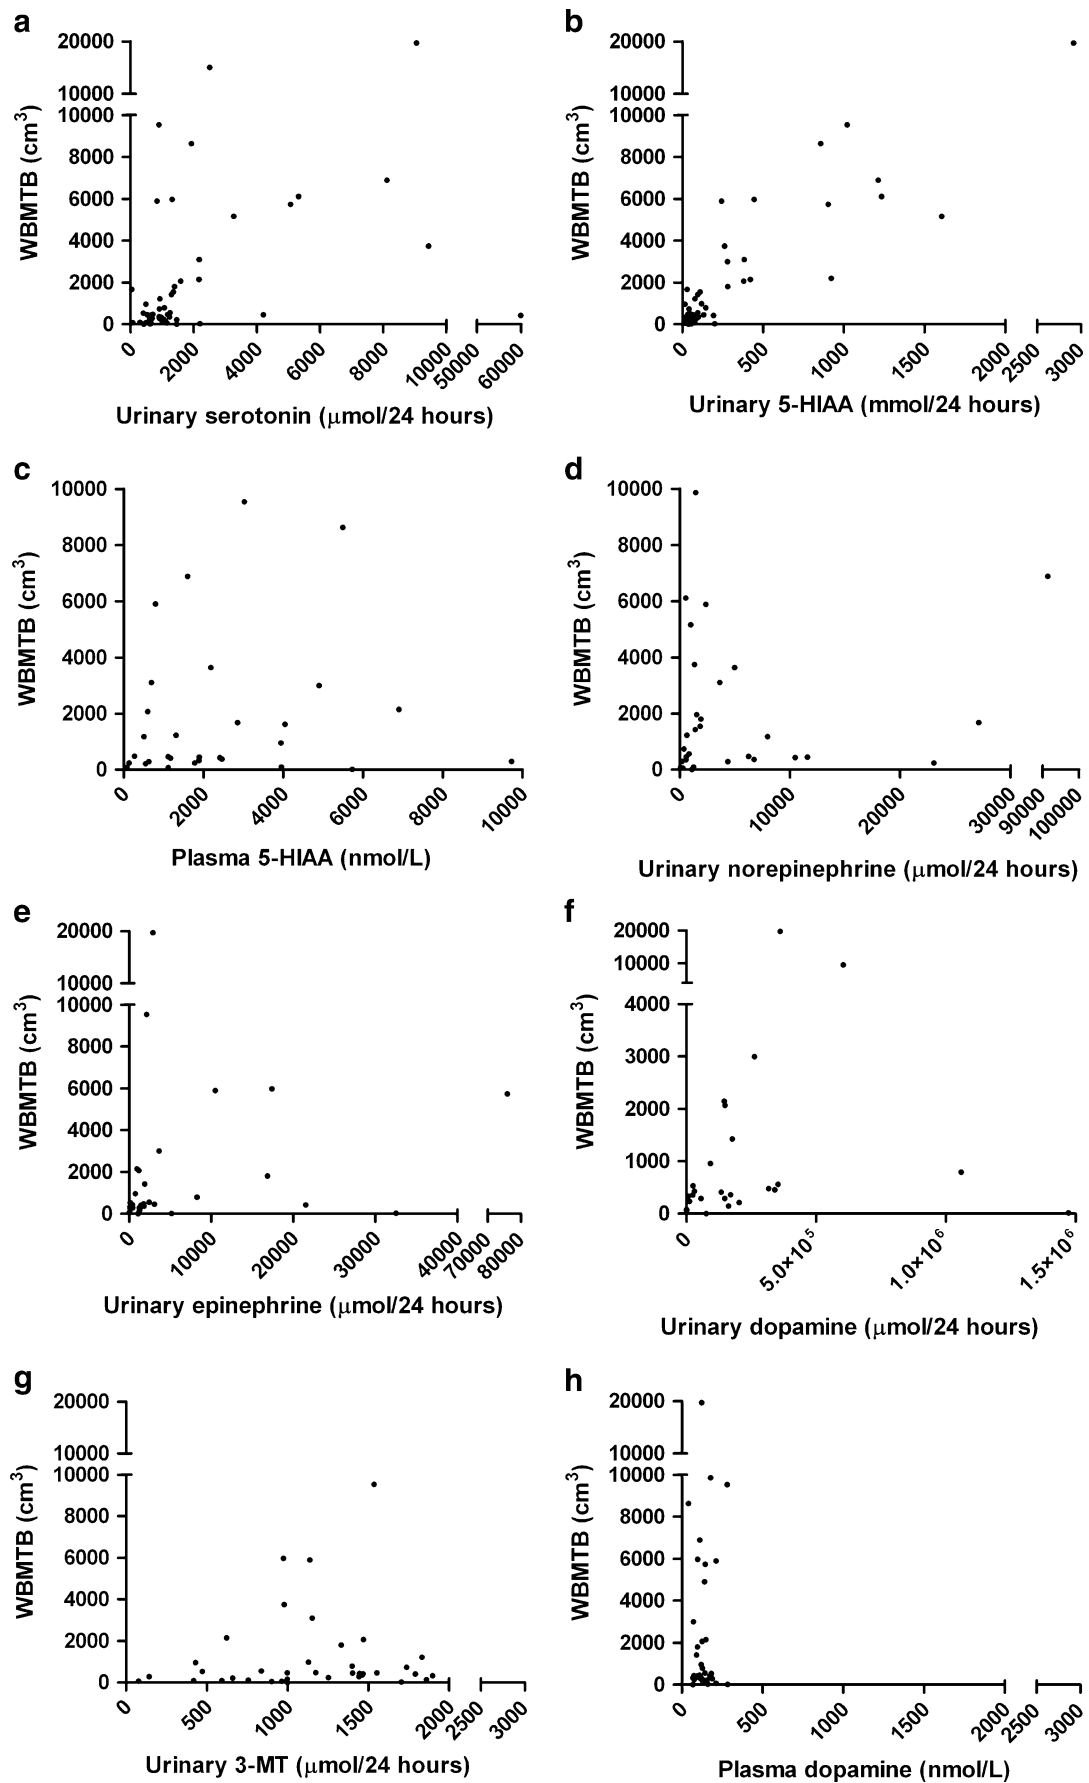 a
20000
10000
10000
8000
6000
4000
2000
0
WBMTB (cm³)
0 2000 4000 6000 8000 10000 50000 60000
Urinary serotonin (μmol/24 hours)
b
20000
10000
10000
8000
6000
4000
2000
0
WBMTB (cm³)
0 500 1000 1500 2000 2500 3000
Urinary 5-HIAA (mmol/24 hours)
c
10000
8000
6000
4000
2000
0
WBMTB (cm³)
0 2000 4000 6000 8000 10000
Plasma 5-HIAA (nmol/L)
d
10000
8000
6000
4000
2000
0
WBMTB (cm³)
0 10000 20000 30000 90000 100000
Urinary norepinephrine (μmol/24 hours)
e
20000
10000
10000
8000
6000
4000
2000
0
WBMTB (cm³)
0 10000 20000 30000 40000 70000 80000
Urinary epinephrine (μmol/24 hours)
f
20000
10000
4000
3000
2000
1000
0
WBMTB (cm³)
0 5.0×10⁵ 1.0×10⁶ 1.5×10⁶
Urinary dopamine (μmol/24 hours)
g
20000
10000
10000
8000
6000
4000
2000
0
WBMTB (cm³)
0 500 1000 1500 2000 2500 3000
Urinary 3-MT (μmol/24 hours)
h
20000
10000
10000
8000
6000
4000
2000
0
WBMTB (cm³)
0 500 1000 1500 2000 2500 3000
Plasma dopamine (nmol/L)